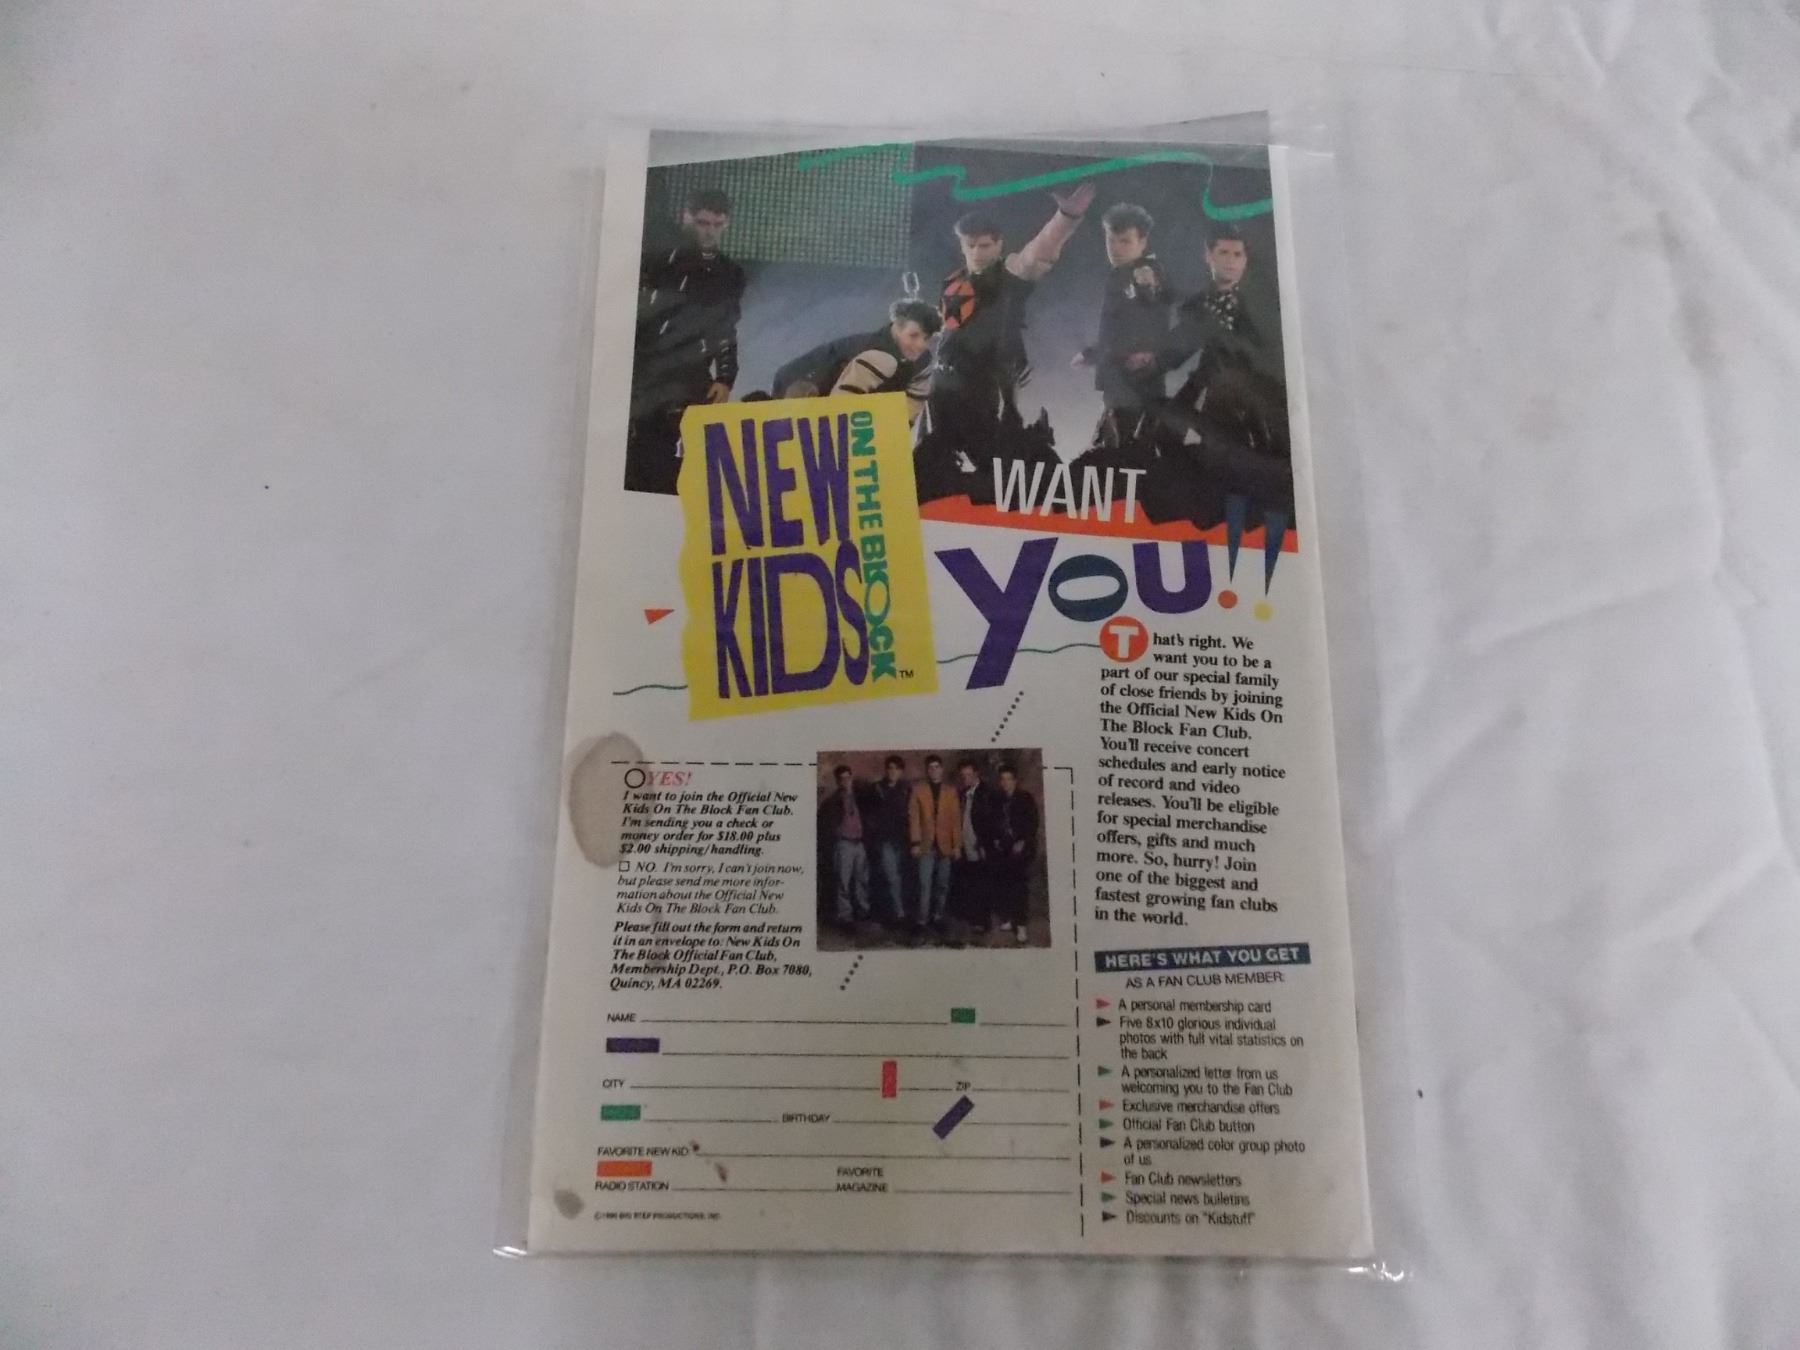 NEW
KIDS
ON THE BLOCK
TM
WANT
YOU!!
That's right. We
want you to be a
part of our special family
of close friends by joining
the Official New Kids On
The Block Fan Club.
You'll receive concert
schedules and early notice
of record and video
releases. You'll be eligible
for special merchandise
offers, gifts and much
more. So, hurry! Join
one of the biggest and
fastest growing fan clubs
in the world.
YES!
I want to join the Official New
Kids On The Block Fan Club.
I'm sending you a check or
money order for $18.00 plus
$2.00 shipping/handling.
NO. I'm sorry, I can't join now,
but please send me more infor-
mation about the Official New
Kids On The Block Fan Club.
Please fill out the form and return
it in an envelope to: New Kids On
The Block Official Fan Club,
Membership Dept., P.O. Box 7080,
Quincy, MA 02269.
NAME
CITY ZIP
BIRTHDAY
FAVORITE NEW KID
FAVORITE
RADIO STATION MAGAZINE
©1990 BIG STEP PRODUCTIONS, INC.
HERE'S WHAT YOU GET
AS A FAN CLUB MEMBER:
A personal membership card
Five 8x10 glorious individual
photos with full vital statistics on
the back
A personalized letter from us
welcoming you to the Fan Club
Exclusive merchandise offers
Official Fan Club button
A personalized color group photo
of us
Fan Club newsletters
Special news bulletins
Discounts on "Kidstuff"